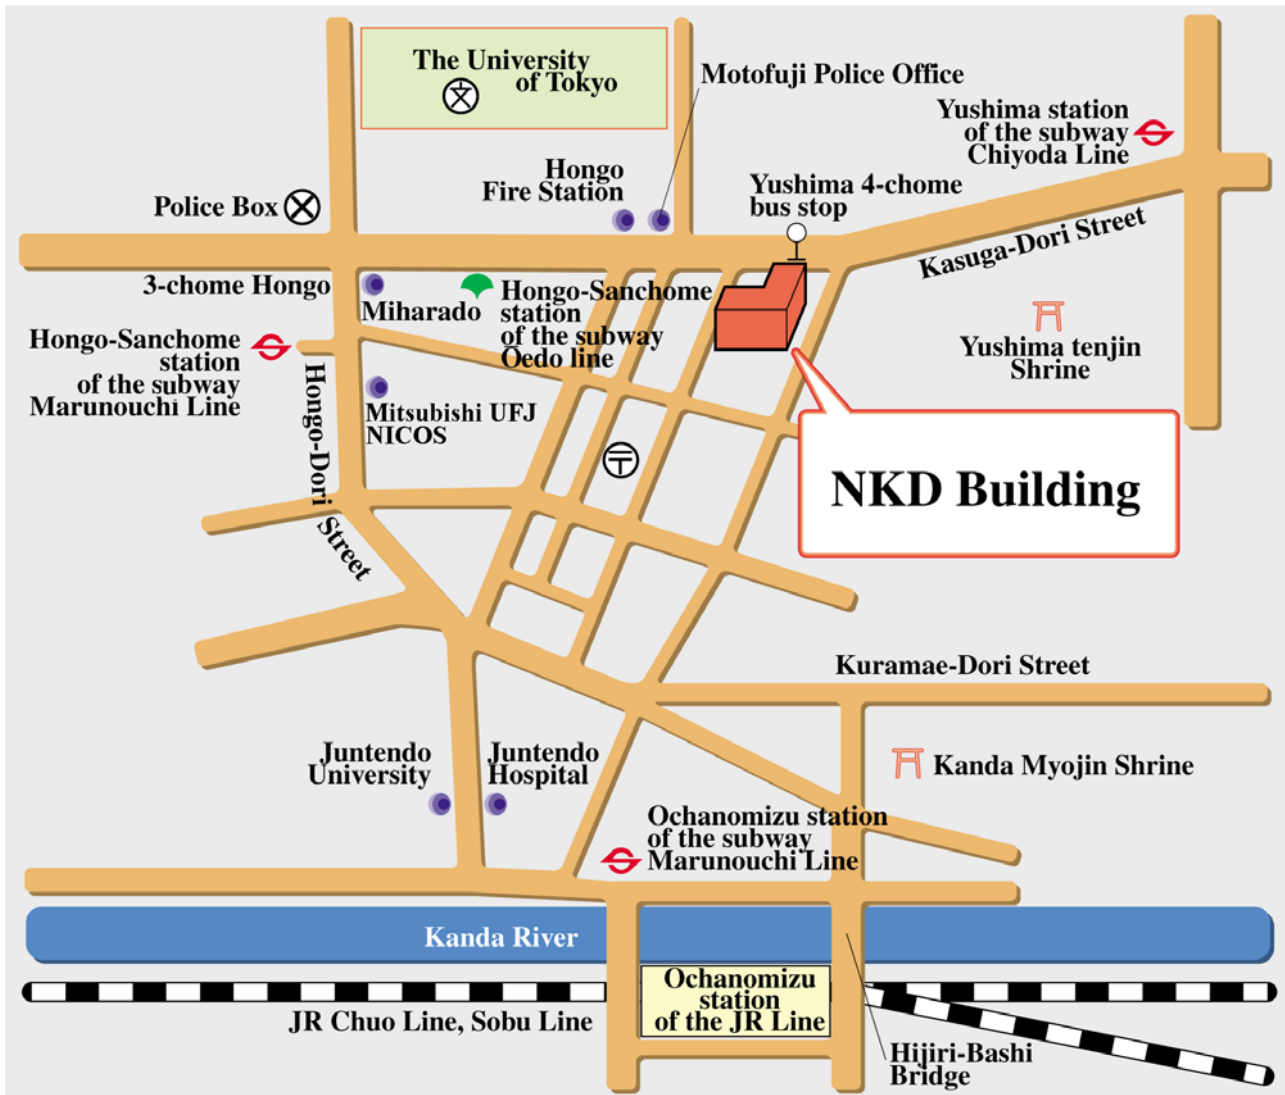 The University
of Tokyo
Motofuji Police Office
Yushima station
of the subway
Chiyoda Line
Hongo
Fire Station
Yushima 4-chome
bus stop
Police Box
Kasuga-Dori Street
3-chome Hongo
Miharado
Hongo-Sanchome
station
of the subway
Oedo line
Hongo-Sanchome
station
of the subway
Marunouchi Line
Yushima tenjin
Shrine
Hongo-Dori
Street
Mitsubishi UFJ
NICOS
NKD Building
Kuramae-Dori Street
Juntendo
University
Juntendo
Hospital
Kanda Myojin Shrine
Ochanomizu station
of the subway
Marunouchi Line
Kanda River
Ochanomizu
station
of the JR Line
JR Chuo Line, Sobu Line
Hijiri-Bashi
Bridge